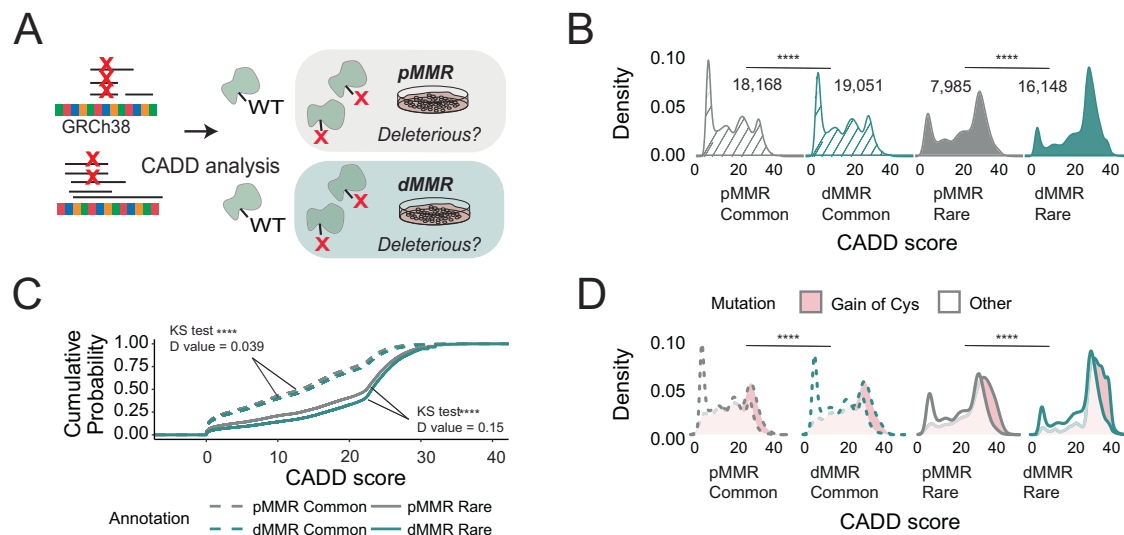 A
X
X
X
GRCh38
X
X
CADD analysis
WT
WT
pMMR
X
X
Deleterious?
dMMR
X
X
Deleterious?
B
Density
0.10
0.05
0.00
****
****
18,168
19,051
7,985
16,148
0 20 40
0 20 40
0 20 40
0 20 40
pMMR
Common
dMMR
Common
pMMR
Rare
dMMR
Rare
CADD score
C
Cumulative
Probability
1.00
0.75
0.50
0.25
0.00
KS test ****
D value = 0.039
KS test****
D value = 0.15
0 10 20 30 40
CADD score
Annotation
pMMR Common
pMMR Rare
dMMR Common
dMMR Rare
D
Mutation
Gain of Cys
Other
Density
0.10
0.05
0.00
****
****
0 20 40
0 20 40
0 20 40
0 20 40
pMMR
Common
dMMR
Common
pMMR
Rare
dMMR
Rare
CADD score